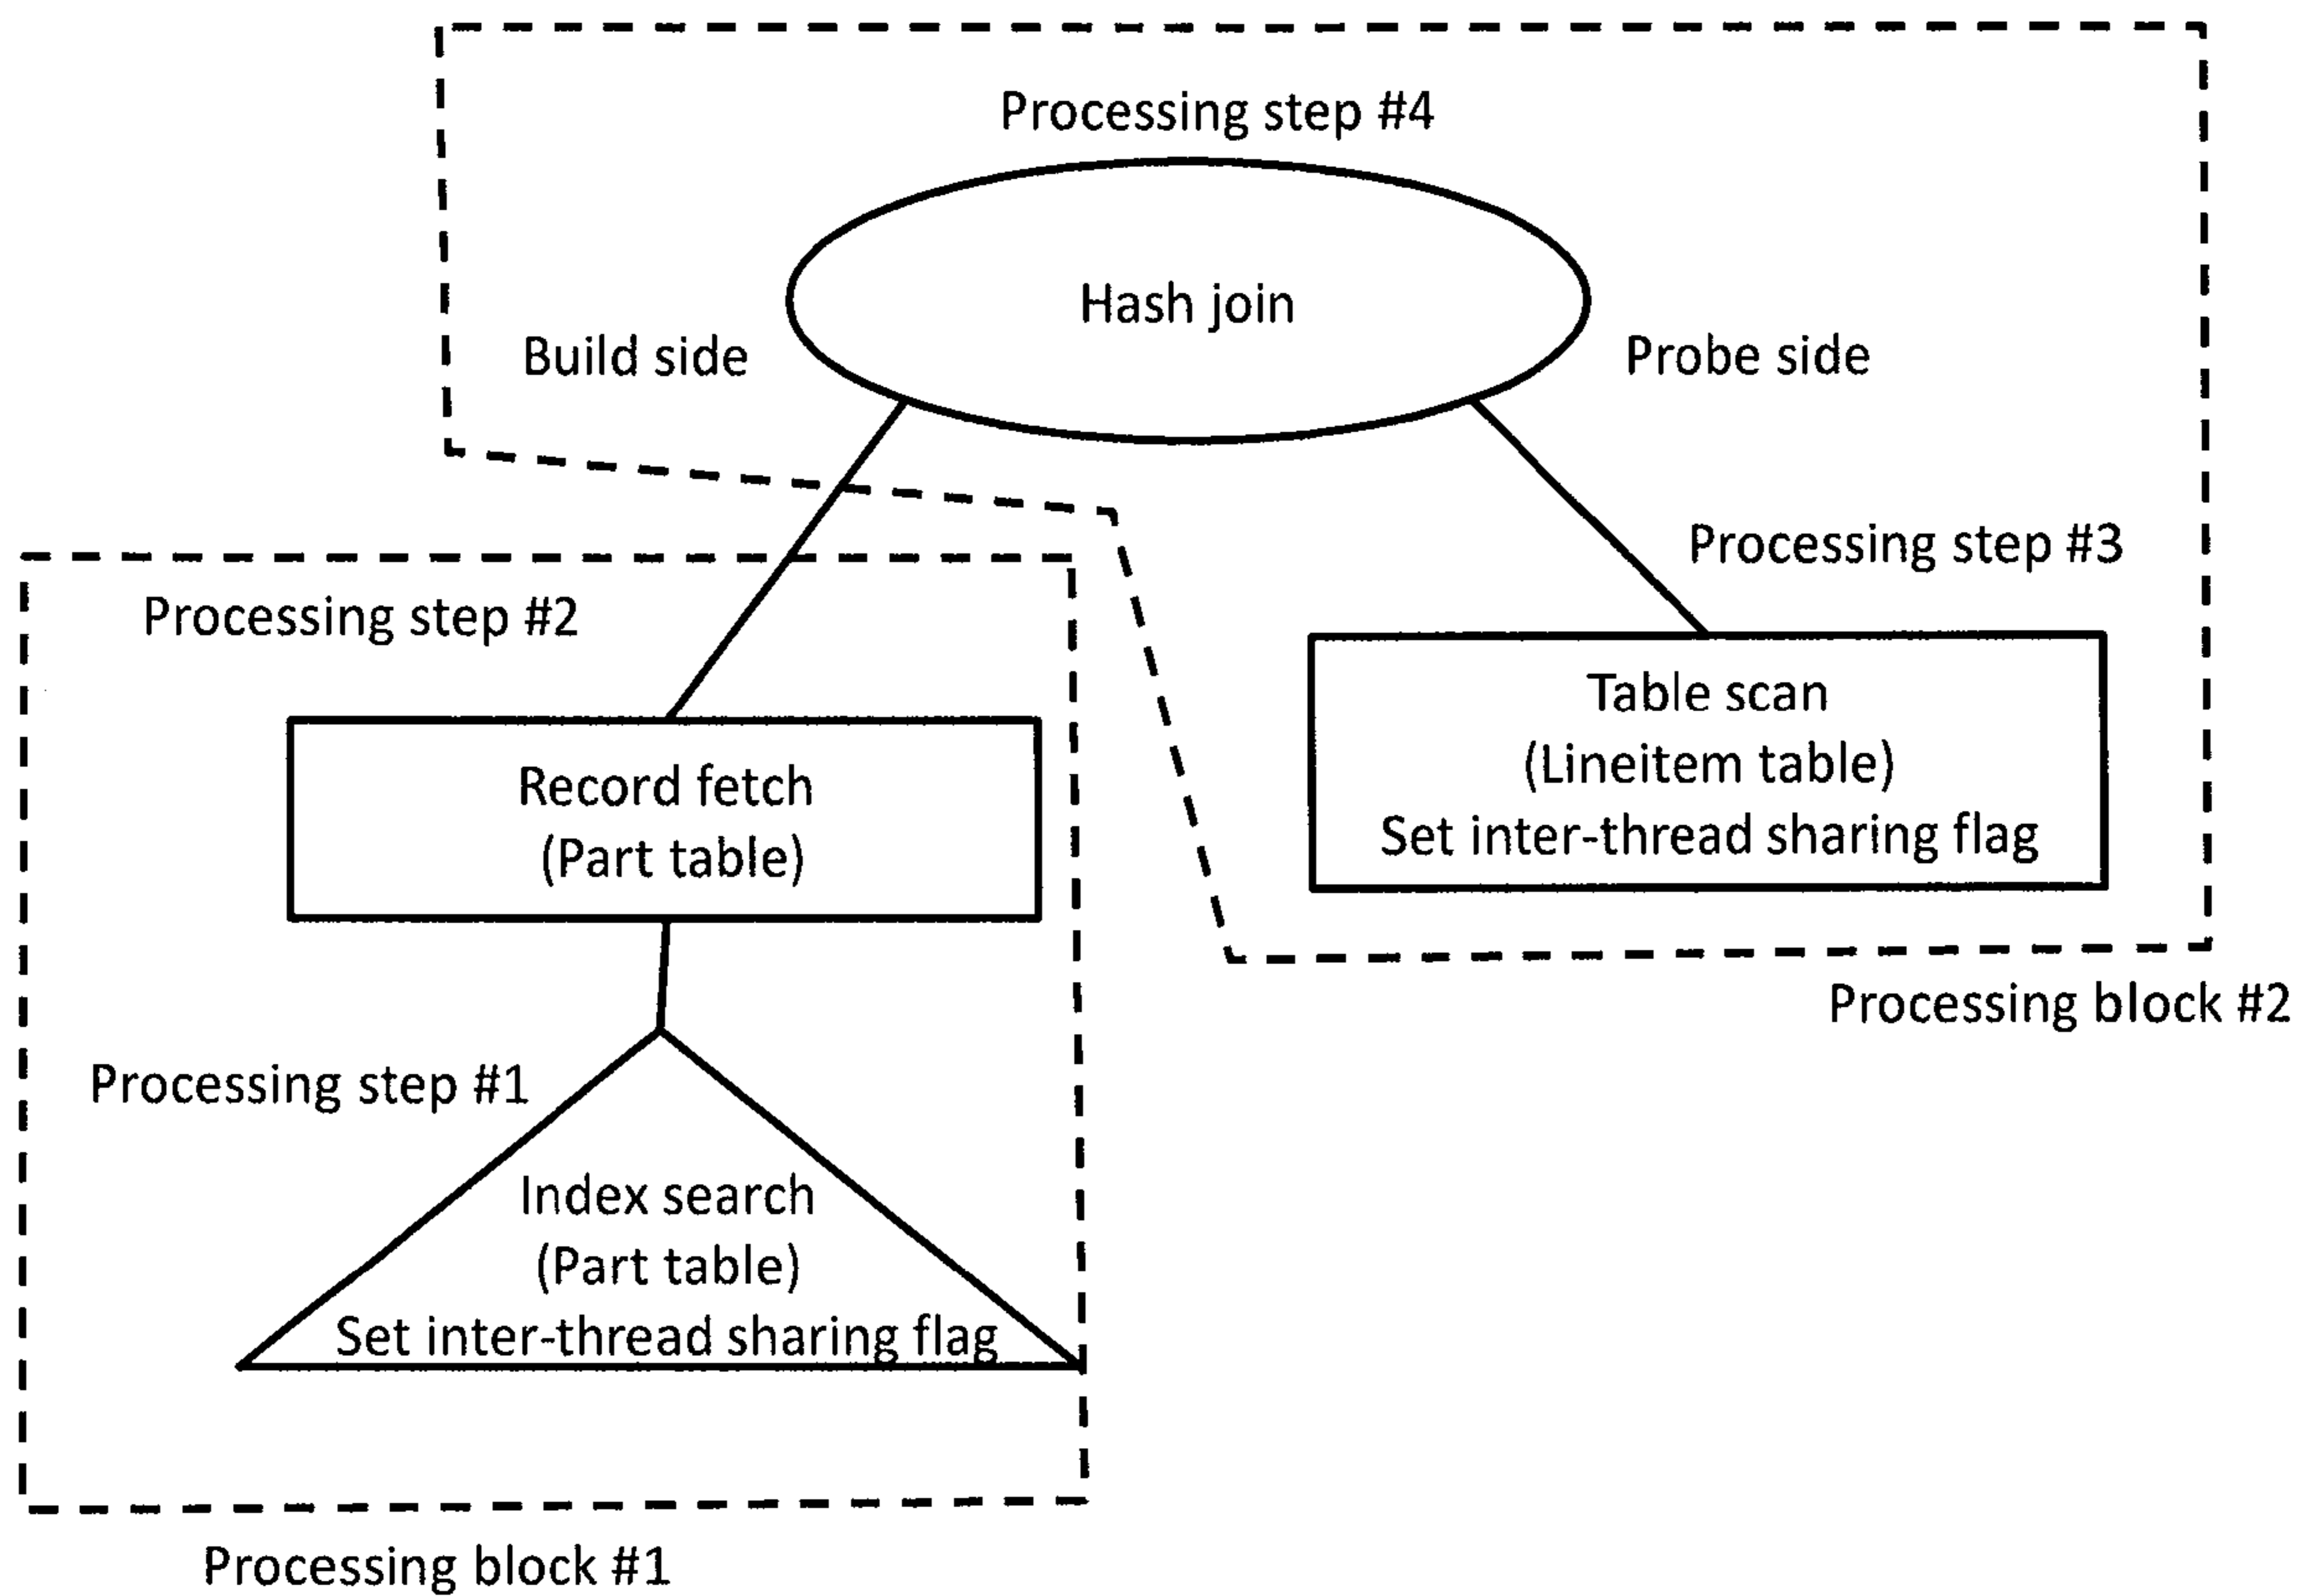 Processing step #4
Hash join
Build side
Probe side
Processing step #3
Processing step #2
Table scan
(Lineitem table)
Set inter-thread sharing flag
Record fetch
(Part table)
Processing block #2
Processing step #1
Index search
(Part table)
Set inter-thread sharing flag
Processing block #1